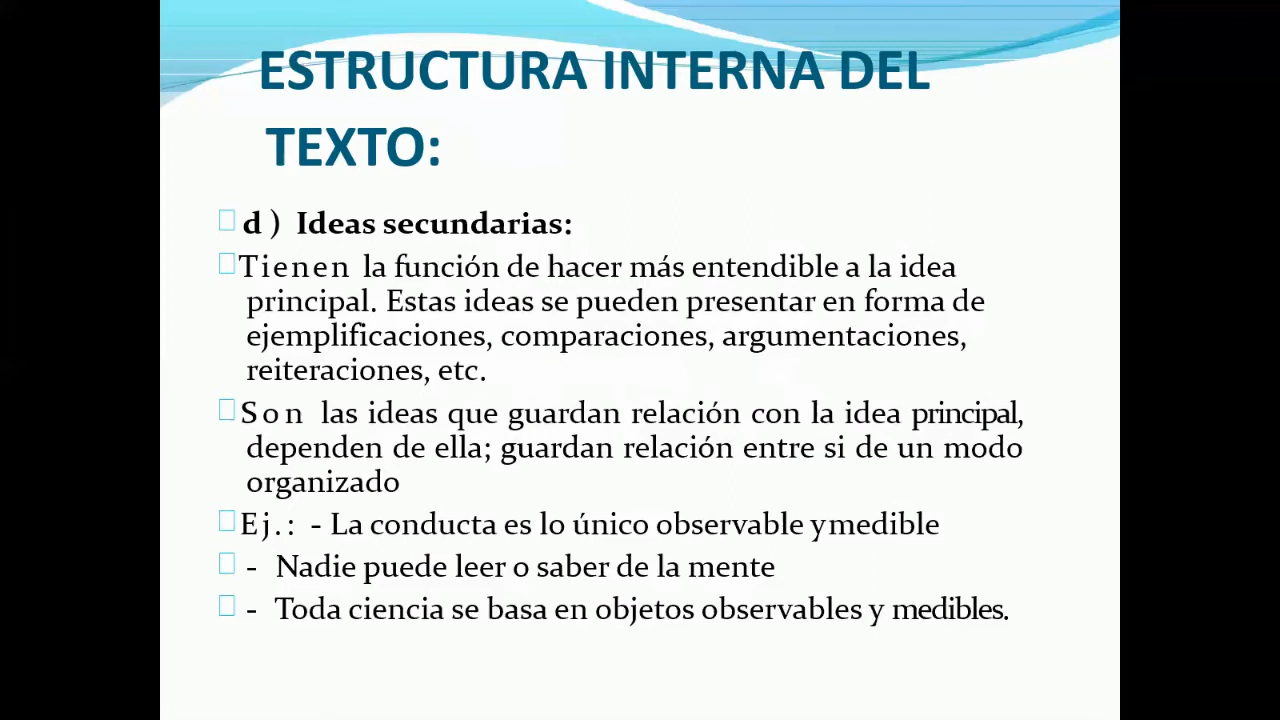 ESTRUCTURA INTERNA DEL
TEXTO:
d ) Ideas secundarias:
Tienen la función de hacer más entendible a la idea
principal. Estas ideas se pueden presentar en forma de
ejemplificaciones, comparaciones, argumentaciones,
reiteraciones, etc.
Son las ideas que guardan relación con la idea principal,
dependen de ella; guardan relación entre si de un modo
organizado
Ej.: - La conducta es lo único observable ymedible
- Nadie puede leer o saber de la mente
- Toda ciencia se basa en objetos observables y medibles.